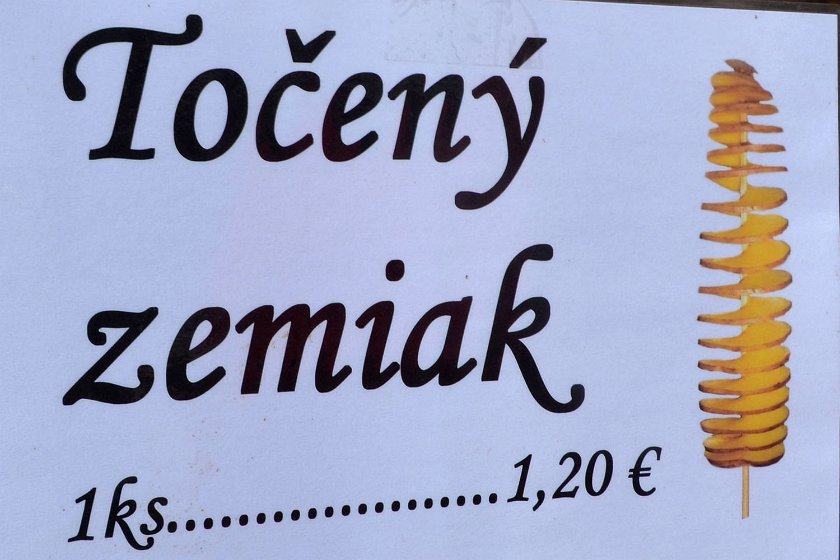 Točený
zemiak
1ks....................1,20 €